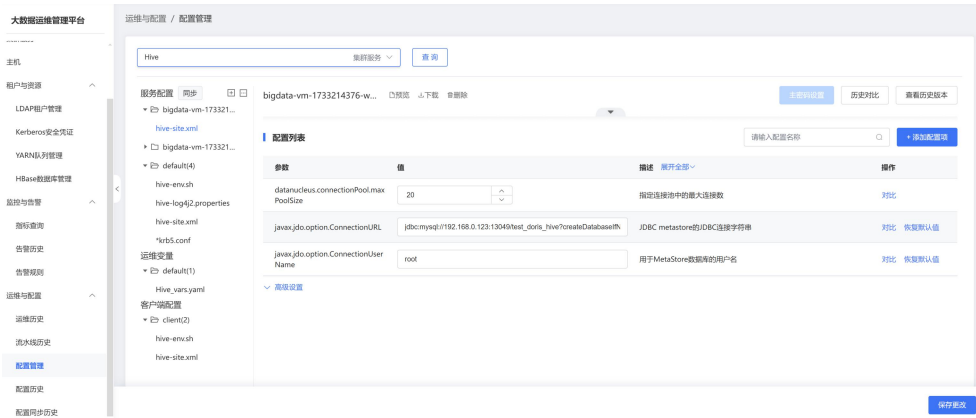 大数据运维管理平台
主机
租户与资源
LDAP租户管理
Kerberos安全凭证
YARN队列管理
HBase数据库管理
监控与告警
指标查询
告警历史
告警规则
运维与配置
运维历史
流水线历史
配置管理
配置历史
配置同步历史
运维与配置 / 配置管理
Hive 集群服务 查 询
服务配置 同步
bigdata-vm-173321...
hive-site.xml
bigdata-vm-173321...
default(4)
hive-env.sh
hive-log4j2.properties
hive-site.xml
*krb5.conf
运维变量
default(1)
Hive_vars.yaml
客户端配置
client(2)
hive-env.sh
hive-site.xml
bigdata-vm-1733214376-w... 预览 下载 删除 主密码设置 历史对比 查看历史版本
配置列表 请输入配置名称 + 添加配置项
参数 值 描述 展开全部 操作
datanucleus.connectionPool.max
PoolSize 20 指定连接池中的最大连接数 对比
javax.jdo.option.ConnectionURL jdbc:mysql://192.168.0.123:13049/test_doris_hive?createDatabaseIfN JDBC metastore的JDBC连接字符串 对比 恢复默认值
javax.jdo.option.ConnectionUser
Name root 用于MetaStore数据库的用户名 对比 恢复默认值
高级设置
保存更改